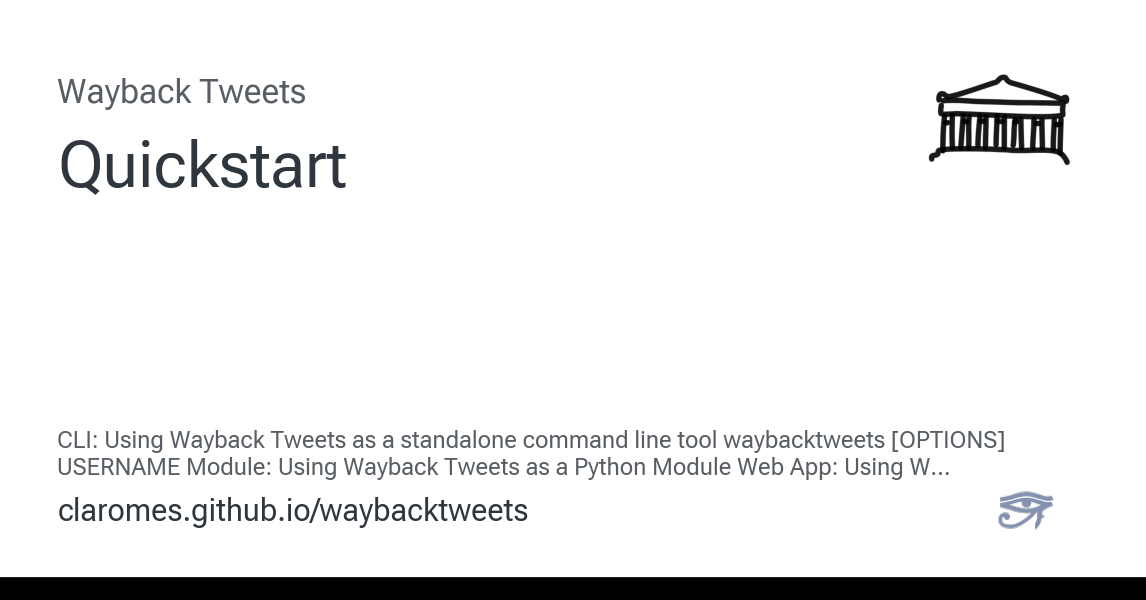 Wayback Tweets
Quickstart
CLI: Using Wayback Tweets as a standalone command line tool waybacktweets [OPTIONS]
USERNAME Module: Using Wayback Tweets as a Python Module Web App: Using W...
claromes.github.io/waybacktweets